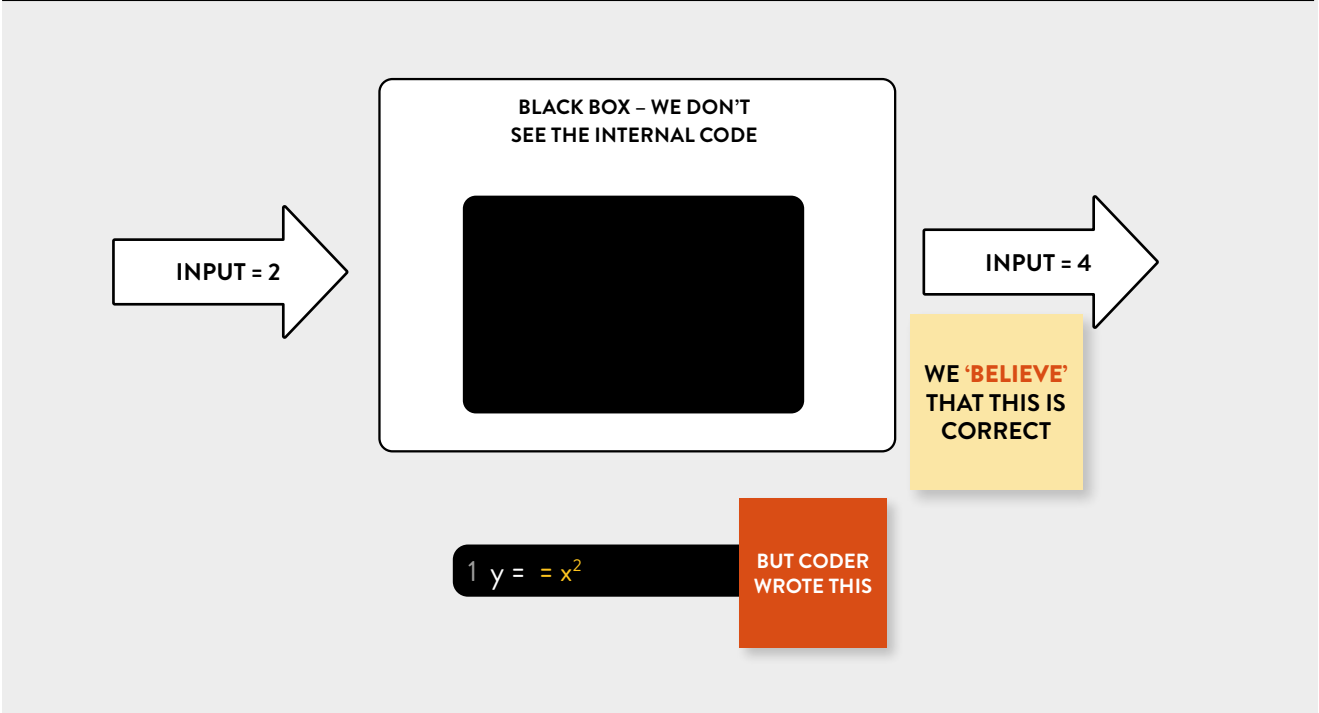 BLACK BOX – WE DON'T
SEE THE INTERNAL CODE
INPUT = 2
INPUT = 4
WE ‘BELIEVE’
THAT THIS IS
CORRECT
1 y = = x²
BUT CODER
WROTE THIS